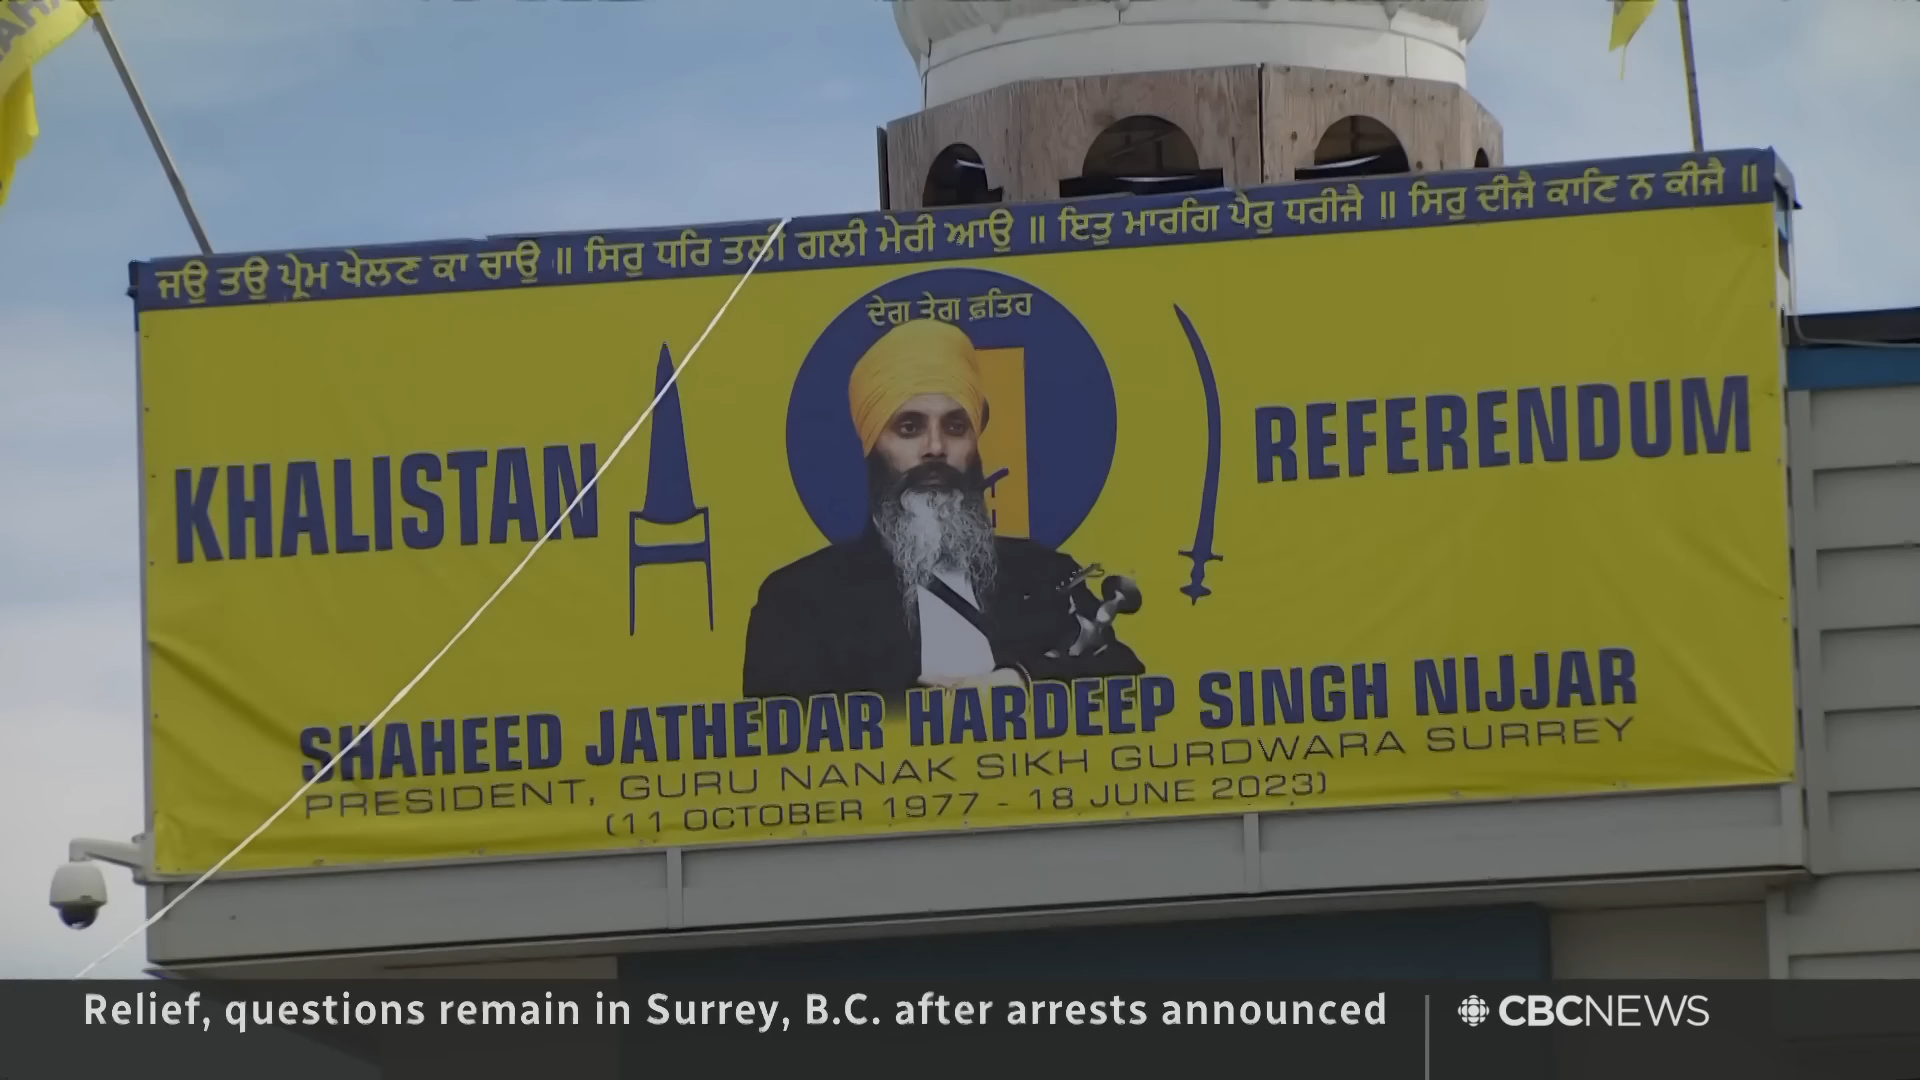 ਜਉ ਤਉ ਪ੍ਰੇਮ ਖੇਲਣ ਕਾ ਚਾਉ ॥ ਸਿਰੁ ਧਰਿ ਤਲੀ ਗਲੀ ਮੇਰੀ ਆਉ ॥ ਇਤੁ ਮਾਰਗਿ ਪੈਰੁ ਧਰੀਜੈ ॥ ਸਿਰੁ ਦੀਜੈ ਕਾਣਿ ਨ ਕੀਜੈ ॥
ਦੇਗ ਤੇਗ ਫ਼ਤਿਹ
KHALISTAN REFERENDUM
SHAHEED JATHEDAR HARDEEP SINGH NIJJAR
PRESIDENT, GURU NANAK SIKH GURDWARA SURREY
(11 OCTOBER 1977 - 18 JUNE 2023)
Relief, questions remain in Surrey, B.C. after arrests announced
CBCNEWS